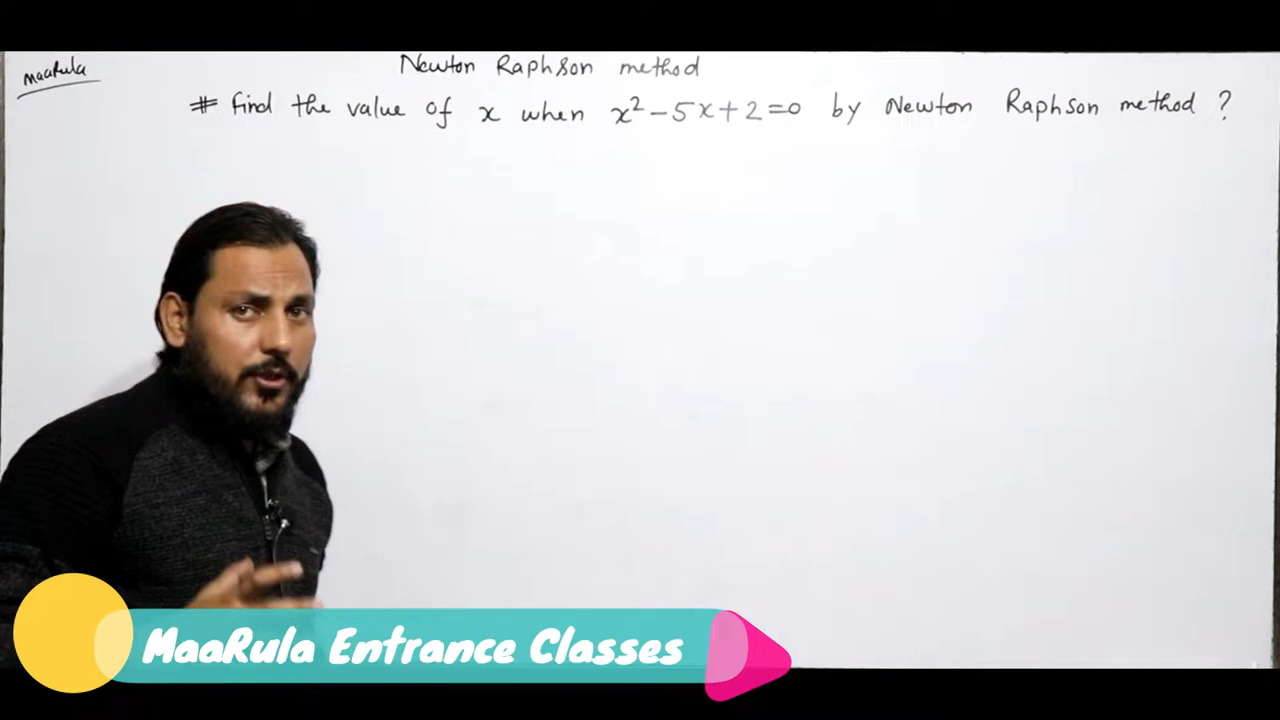 maaRula
Newton Raphson method
# Find the value of x when x² - 5x + 2 = 0 by Newton Raphson method ?
MaaRula Entrance Classes